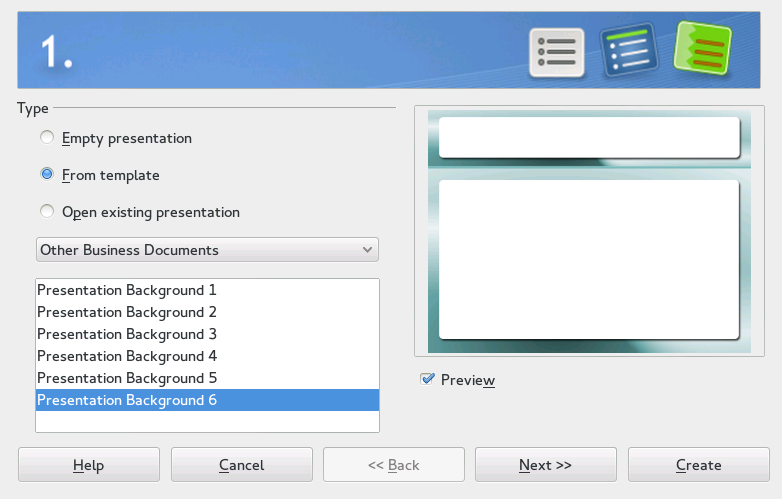 1.
Type
Empty presentation
From template
Open existing presentation
Other Business Documents
Presentation Background 1
Presentation Background 2
Presentation Background 3
Presentation Background 4
Presentation Background 5
Presentation Background 6
Preview
Help
Cancel
<< Back
Next >>
Create